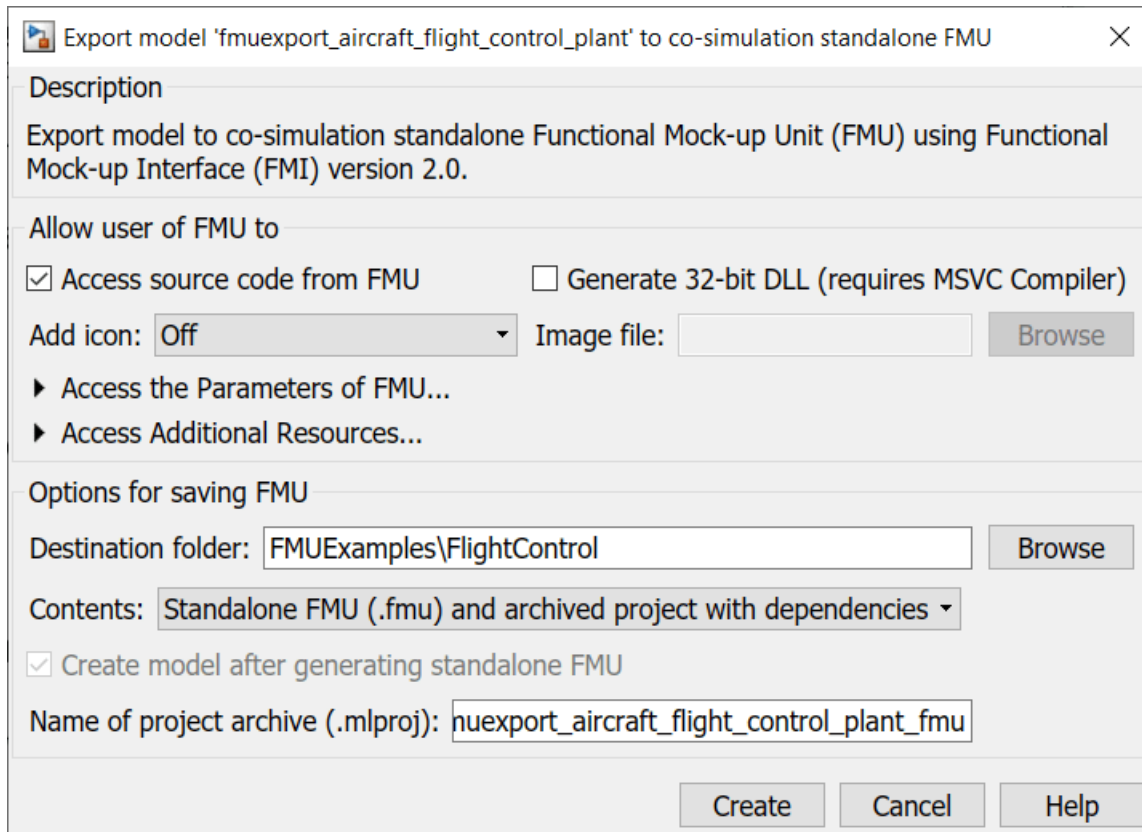 Export model 'fmuexport_aircraft_flight_control_plant' to co-simulation standalone FMU
Description
Export model to co-simulation standalone Functional Mock-up Unit (FMU) using Functional
Mock-up Interface (FMI) version 2.0.
Allow user of FMU to
Access source code from FMU Generate 32-bit DLL (requires MSVC Compiler)
Add icon: Off Image file: Browse
Access the Parameters of FMU...
Access Additional Resources...
Options for saving FMU
Destination folder: FMUExamples\FlightControl Browse
Contents: Standalone FMU (.fmu) and archived project with dependencies
Create model after generating standalone FMU
Name of project archive (.mlproj): muexport_aircraft_flight_control_plant_fmu
Create Cancel Help